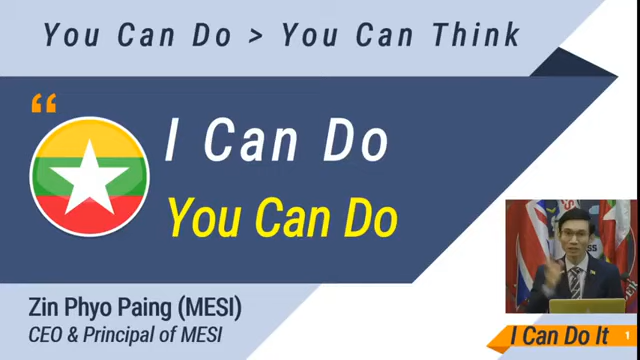 You Can Do > You Can Think
“
I Can Do
You Can Do
Zin Phyo Paing (MESI)
CEO & Principal of MESI
I Can Do It
1